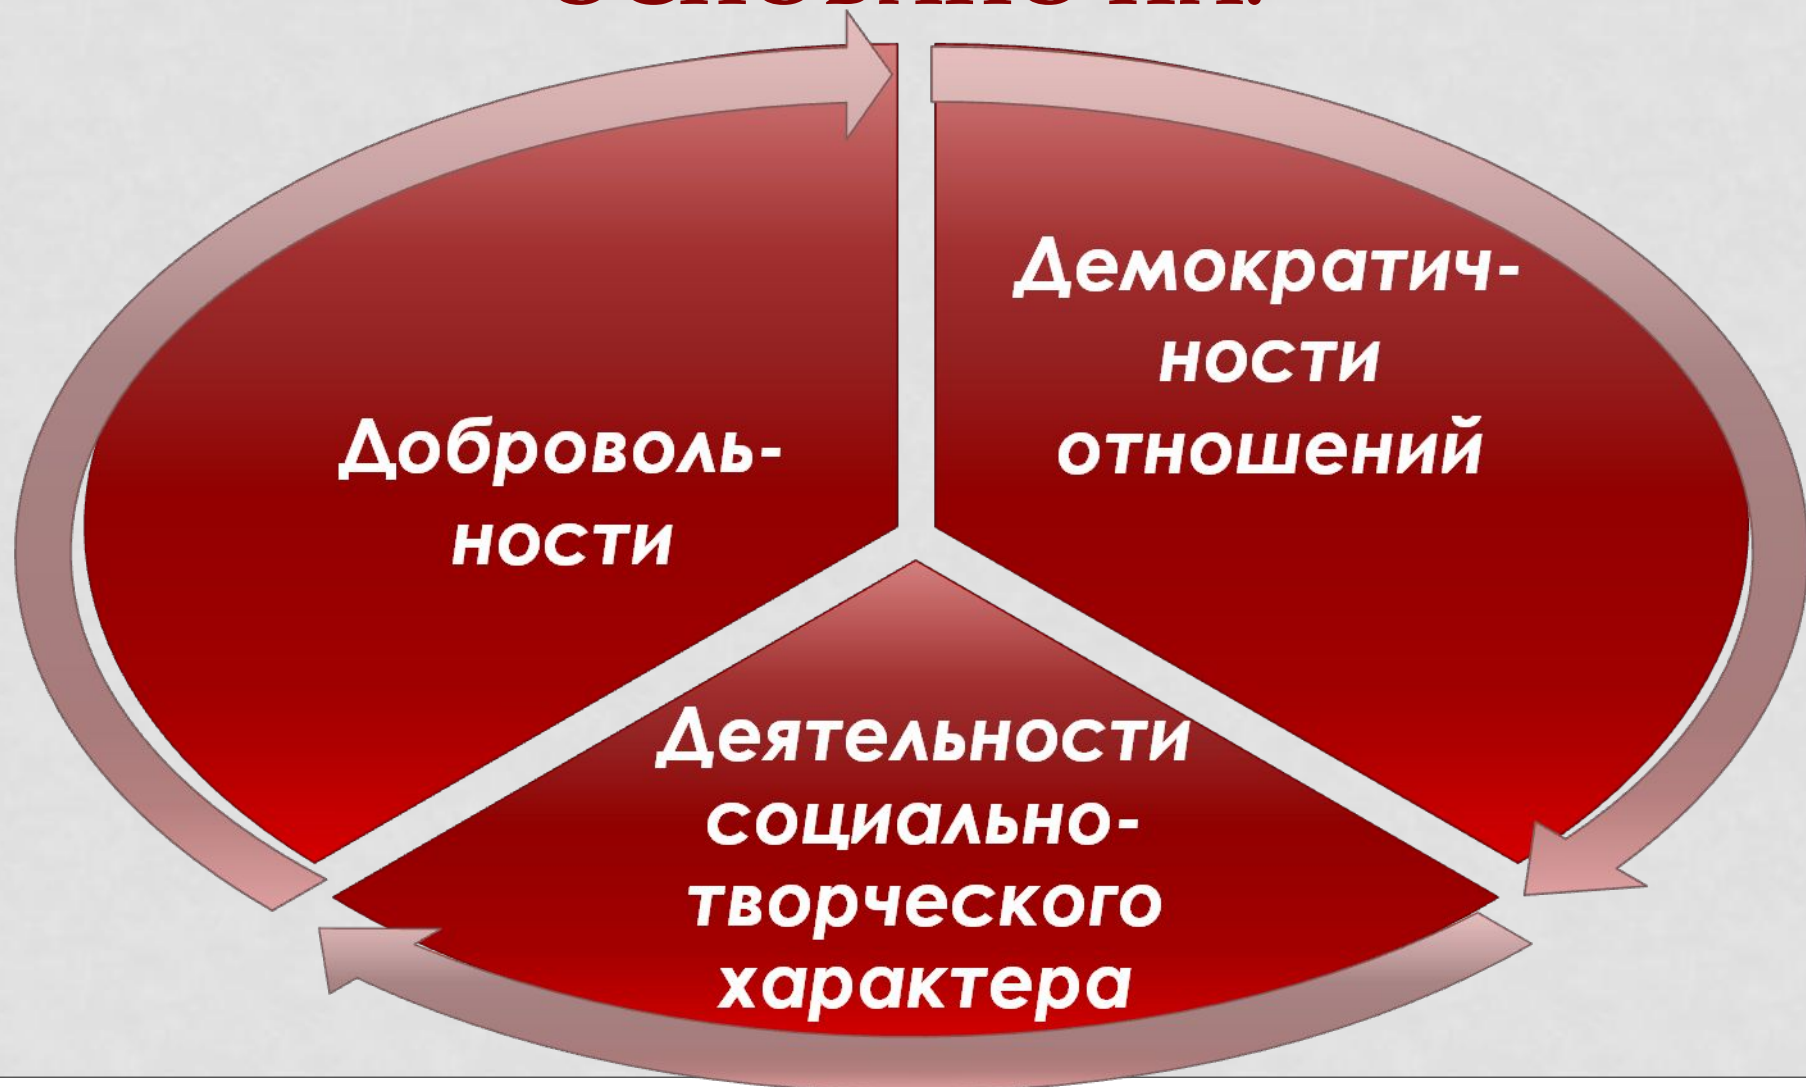 Демократич-
ности
отношений
Деятельности
социально-
творческого
характера
Доброволь-
ности